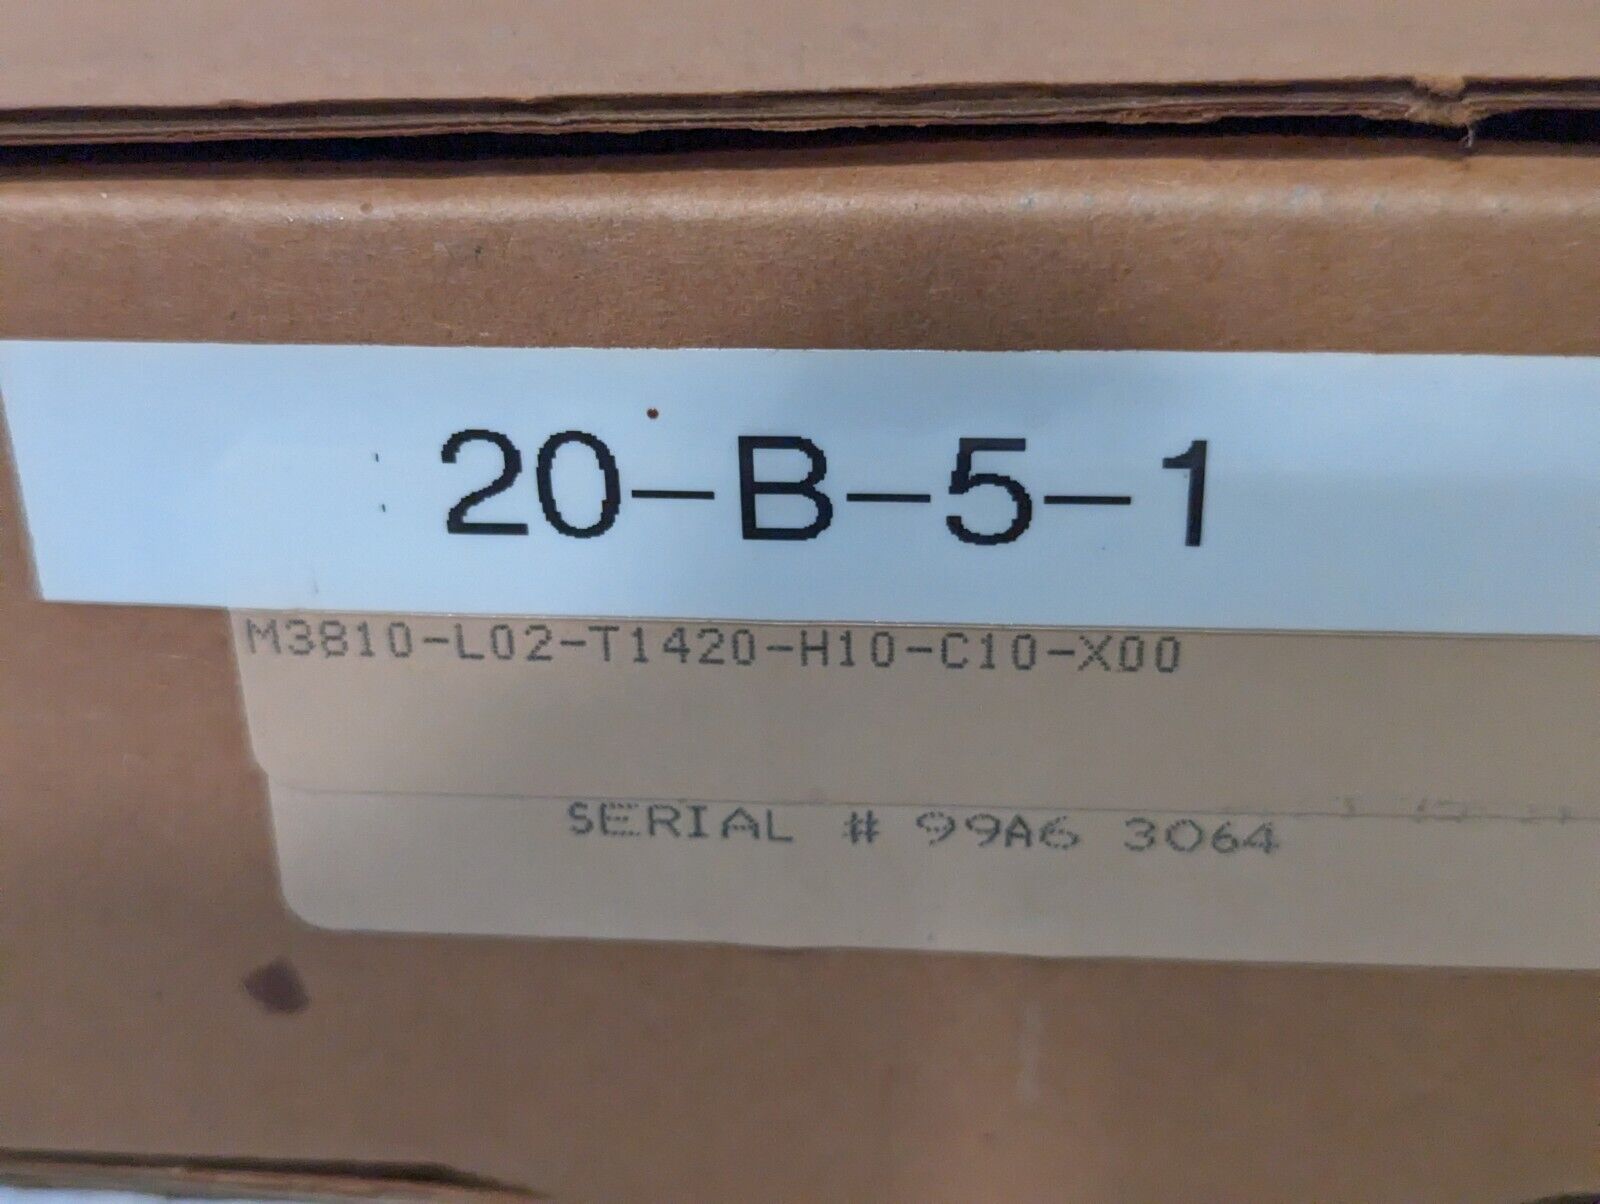 20-B-5-1
M3810-L02-T1420-H10-C10-X00
SERIAL # 99A6 3064